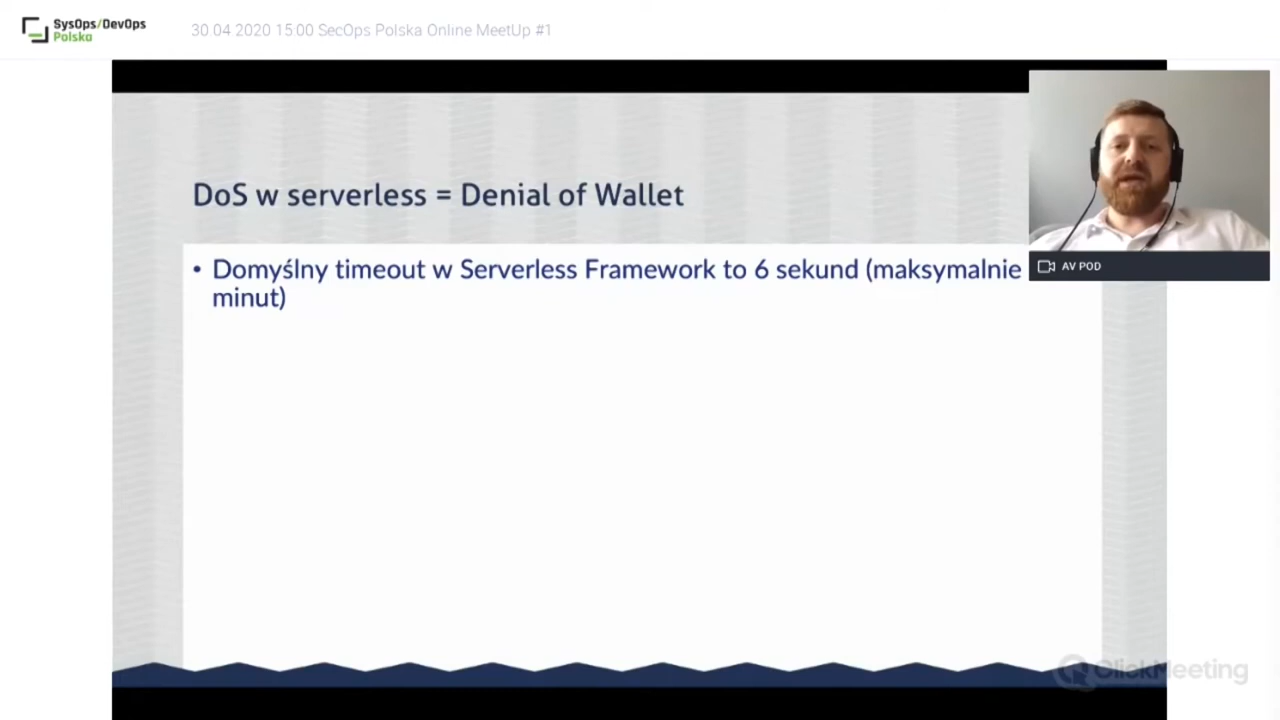 SysOps/DevOps
Polska
30.04 2020 15:00 SecOps Polska Online MeetUp #1
DoS w serverless = Denial of Wallet
• Domyślny timeout w Serverless Framework to 6 sekund (maksymalnie
minut)
AV POD
ClickMeeting